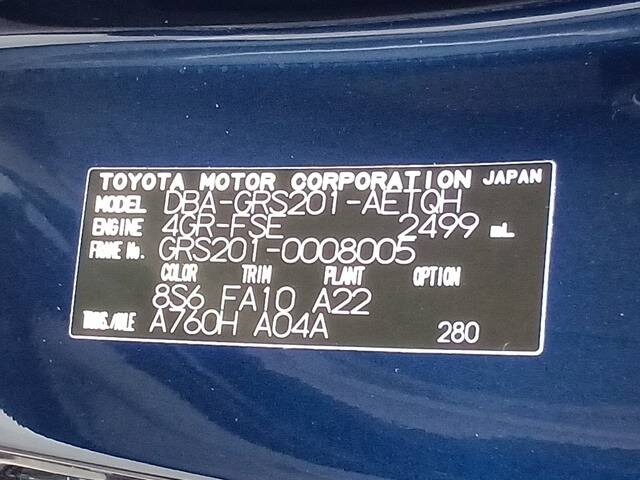 TOYOTA MOTOR CORPORATION JAPAN
MODEL DBA-GRS201-AETQH
ENGINE 4GR-FSE 2499 mL
FRAME No. GRS201-0008005
COLOR TRIM PLANT OPTION
8S6 FA10 A22
TRANS./AXLE A760H A04A 280